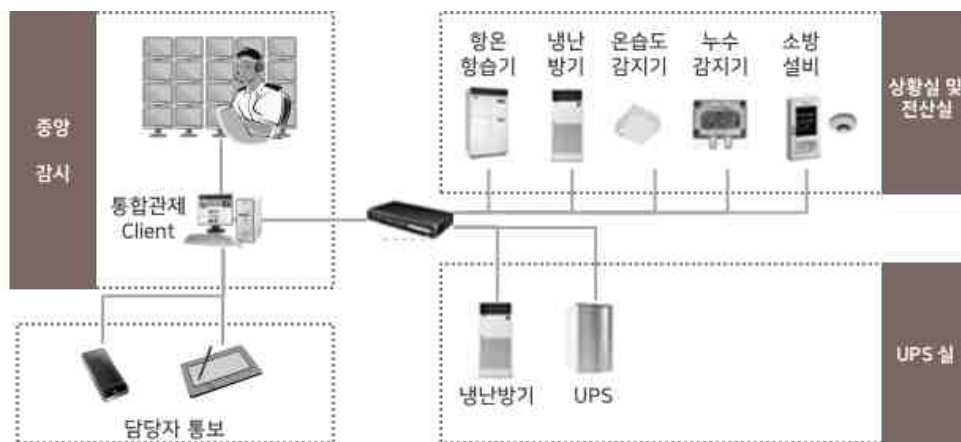 중앙
감시
통합관제
Client
담당자 통보
항온
항습기
냉난
방기
온습도
감지기
누수
감지기
소방
설비
상황실 및
전산실
냉난방기
UPS
UPS 실